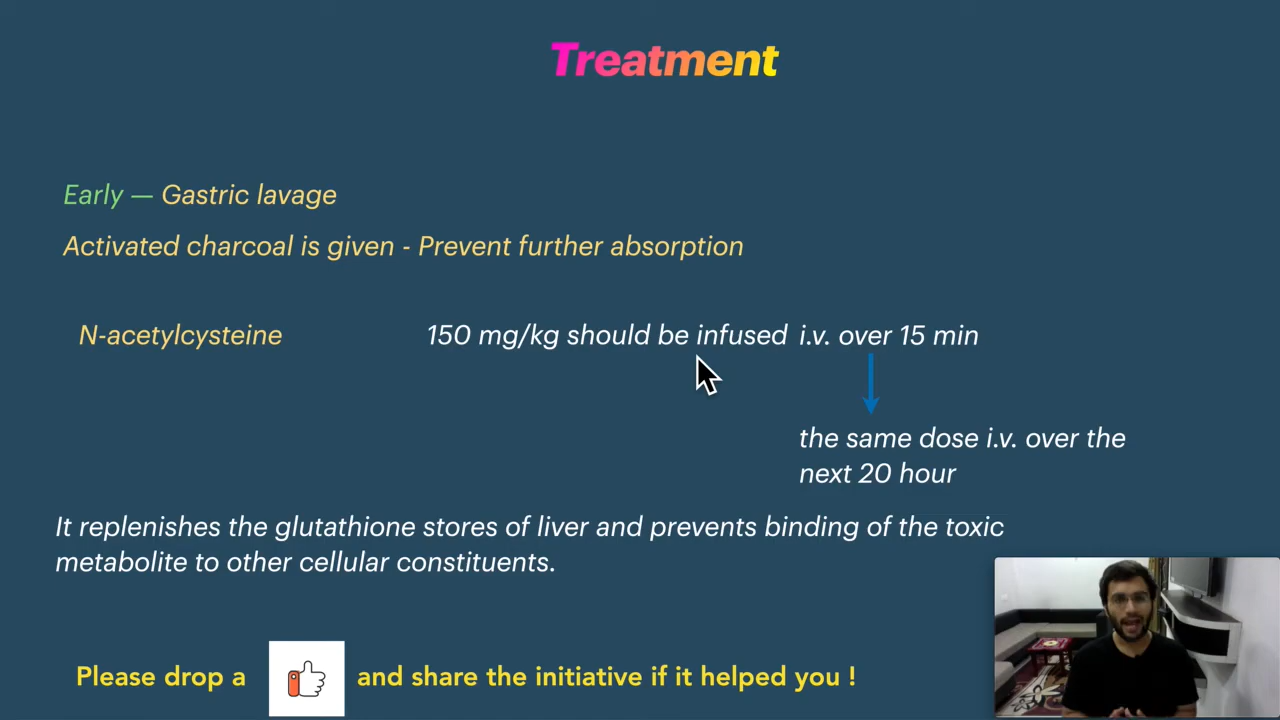 Treatment
Early — Gastric lavage
Activated charcoal is given - Prevent further absorption
N-acetylcysteine 150 mg/kg should be infused i.v. over 15 min
the same dose i.v. over the
next 20 hour
It replenishes the glutathione stores of liver and prevents binding of the toxic
metabolite to other cellular constituents.
Please drop a and share the initiative if it helped you !